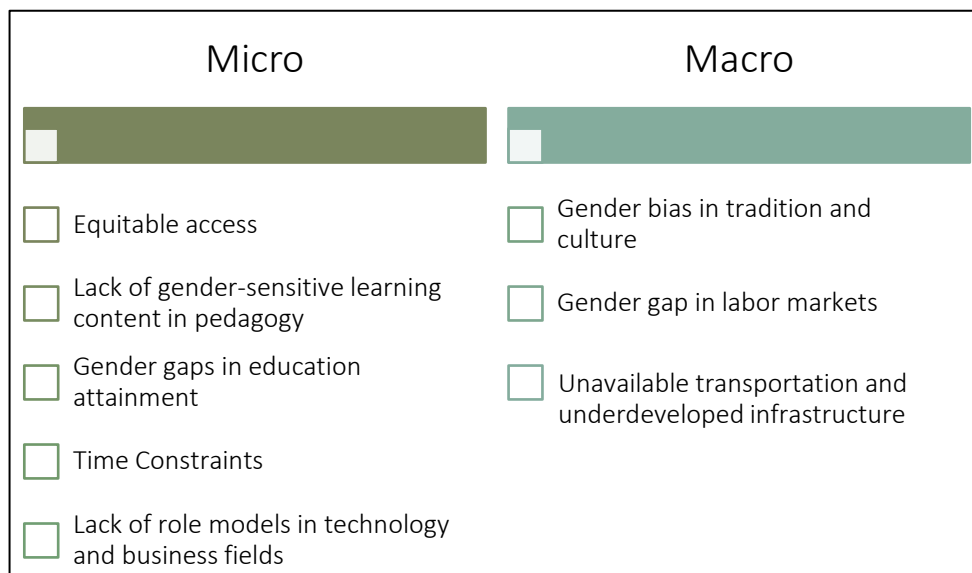 Micro
Equitable access
Lack of gender-sensitive learning
content in pedagogy
Gender gaps in education
attainment
Time Constraints
Lack of role models in technology
and business fields
Macro
Gender bias in tradition and
culture
Gender gap in labor markets
Unavailable transportation and
underdeveloped infrastructure